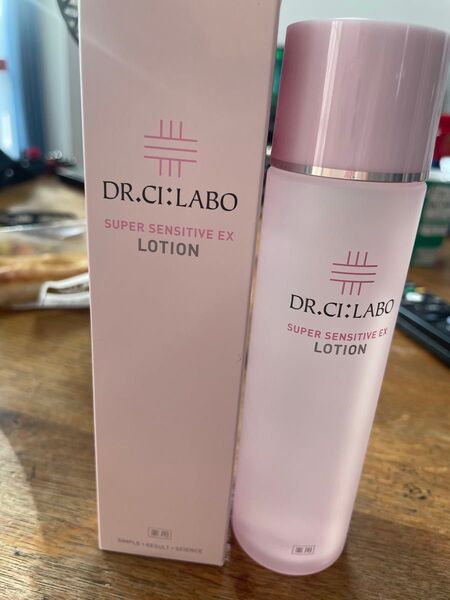 DR.CI:LABO
SUPER SENSITIVE EX
LOTION
薬用
SIMPLE • RESULT • SCIENCE
DR.CI:LABO
SUPER SENSITIVE EX
LOTION
薬用